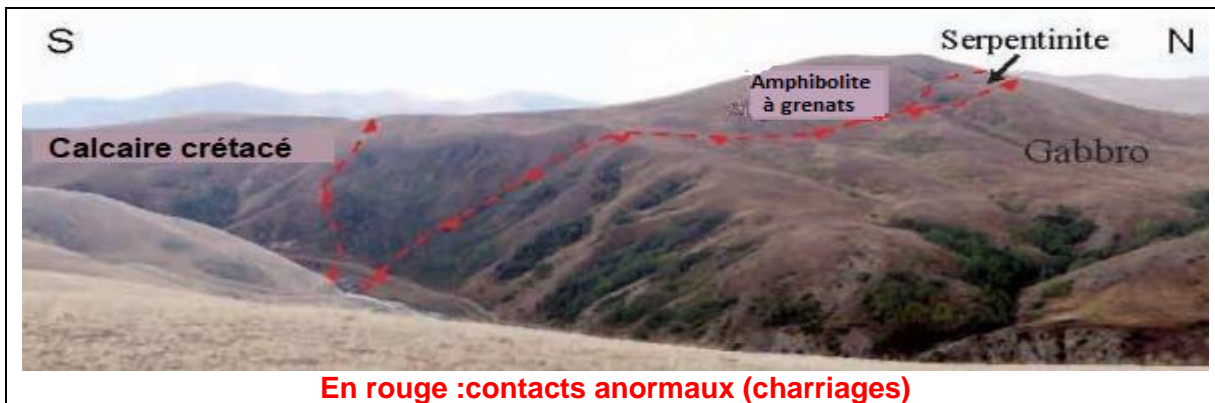 S
Serpentinite
N
Amphibolite
à grenats
Calcaire crétacé
Gabbro
En rouge :contacts anormaux (charriages)